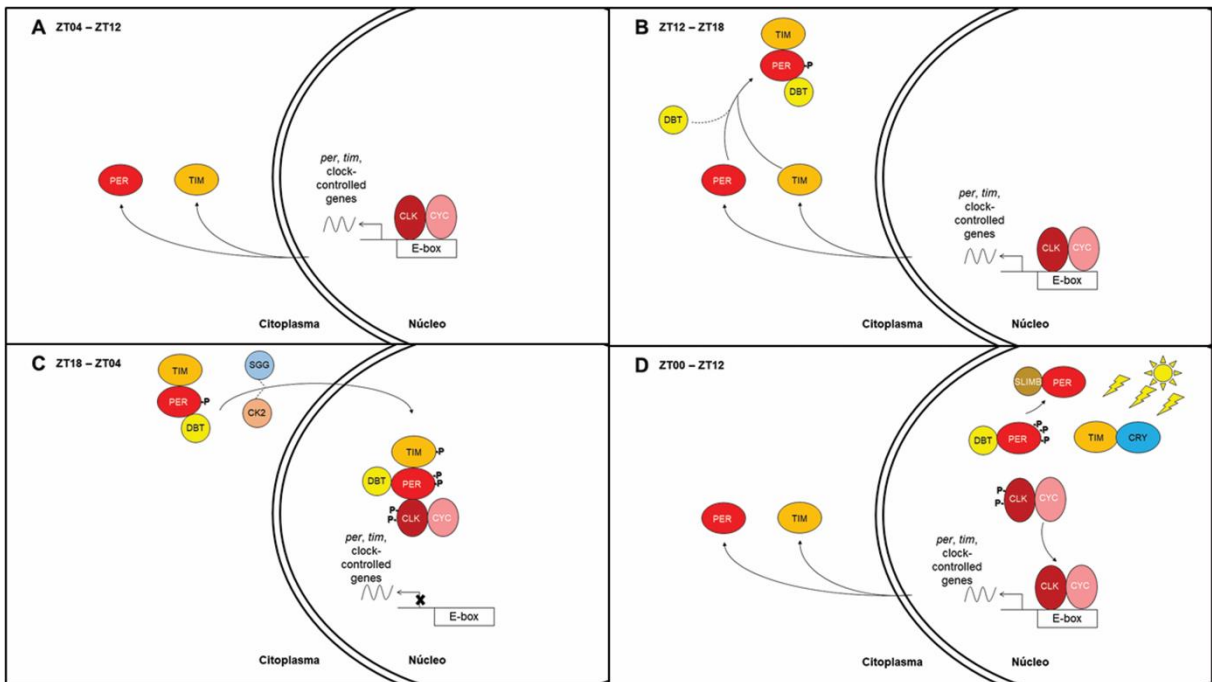 A ZT04 – ZT12
PER
TIM
per, tim,
clock-
controlled
genes
CLK
CYC
E-box
Citoplasma
Núcleo
B ZT12 – ZT18
TIM
PER
-P
DBT
DBT
PER
TIM
per, tim,
clock-
controlled
genes
CLK
CYC
E-box
Citoplasma
Núcleo
C ZT18 – ZT04
TIM
PER
-P
DBT
SGG
CK2
TIM
-P
DBT
PER
-P
-P
P-
P-
CLK
CYC
per, tim,
clock-
controlled
genes
E-box
Citoplasma
Núcleo
D ZT00 – ZT12
SLIMB
PER
DBT
PER
-P
-P
-P
TIM
CRY
P-
P-
CLK
CYC
PER
TIM
per, tim,
clock-
controlled
genes
CLK
CYC
E-box
Citoplasma
Núcleo